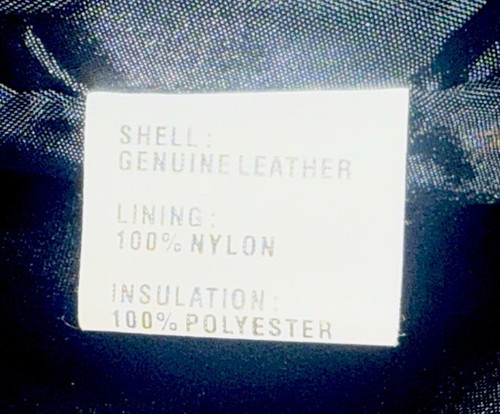 SHELL:
GENUINE LEATHER
LINING:
100% NYLON
INSULATION:
100% POLYESTER